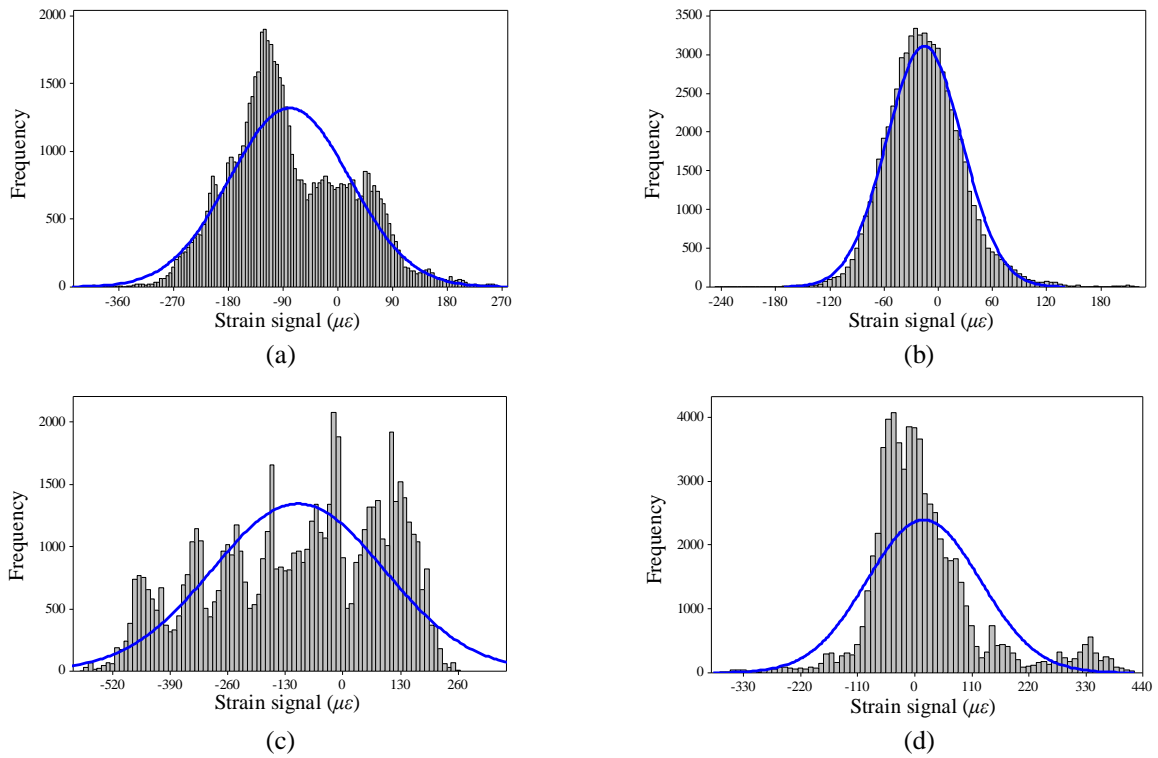 2000
1500
1000
500
0
Frequency
-360 -270 -180 -90 0 90 180 270
Strain signal (με)
(a)
3500
3000
2500
2000
1500
1000
500
0
Frequency
-240 -180 -120 -60 0 60 120 180
Strain signal (με)
(b)
2000
1500
1000
500
0
Frequency
-520 -390 -260 -130 0 130 260
Strain signal (με)
(c)
4000
3000
2000
1000
0
Frequency
-330 -220 -110 0 110 220 330 440
Strain signal (με)
(d)